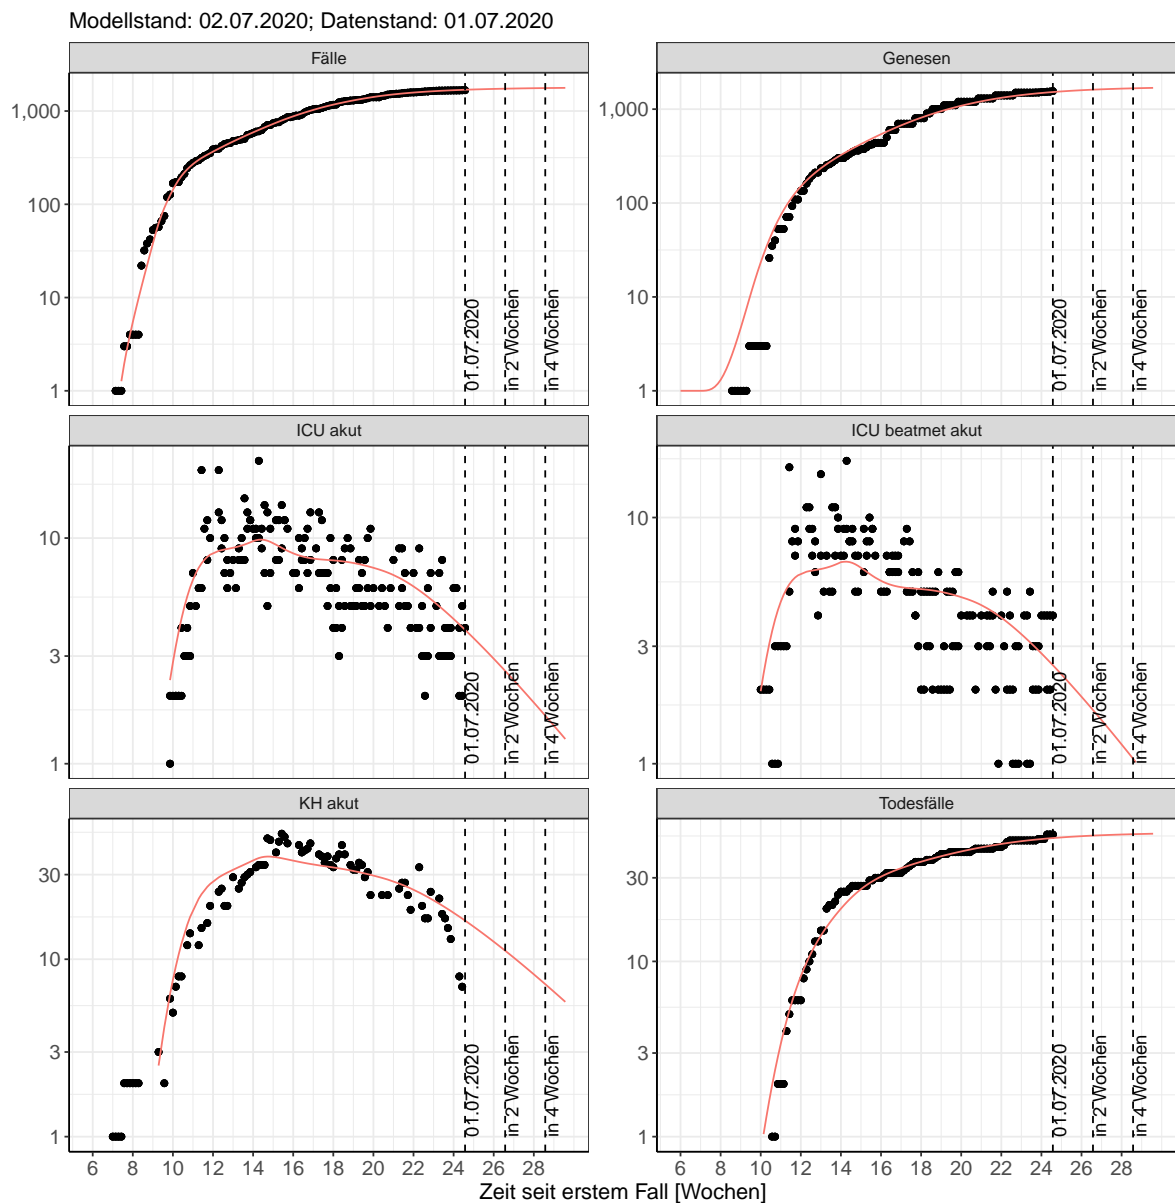 Modellstand: 02.07.2020; Datenstand: 01.07.2020
Fälle
Genesen
1,000
100
10
1
01.07.2020
in 2 Wochen
in 4 Wochen
1,000
100
10
1
01.07.2020
in 2 Wochen
in 4 Wochen
ICU akut
ICU beatmet akut
10
3
1
01.07.2020
in 2 Wochen
in 4 Wochen
10
3
1
01.07.2020
in 2 Wochen
in 4 Wochen
KH akut
Todesfälle
30
10
3
1
01.07.2020
in 2 Wochen
in 4 Wochen
30
10
3
1
01.07.2020
in 2 Wochen
in 4 Wochen
6 8 10 12 14 16 18 20 22 24 26 28
6 8 10 12 14 16 18 20 22 24 26 28
Zeit seit erstem Fall [Wochen]